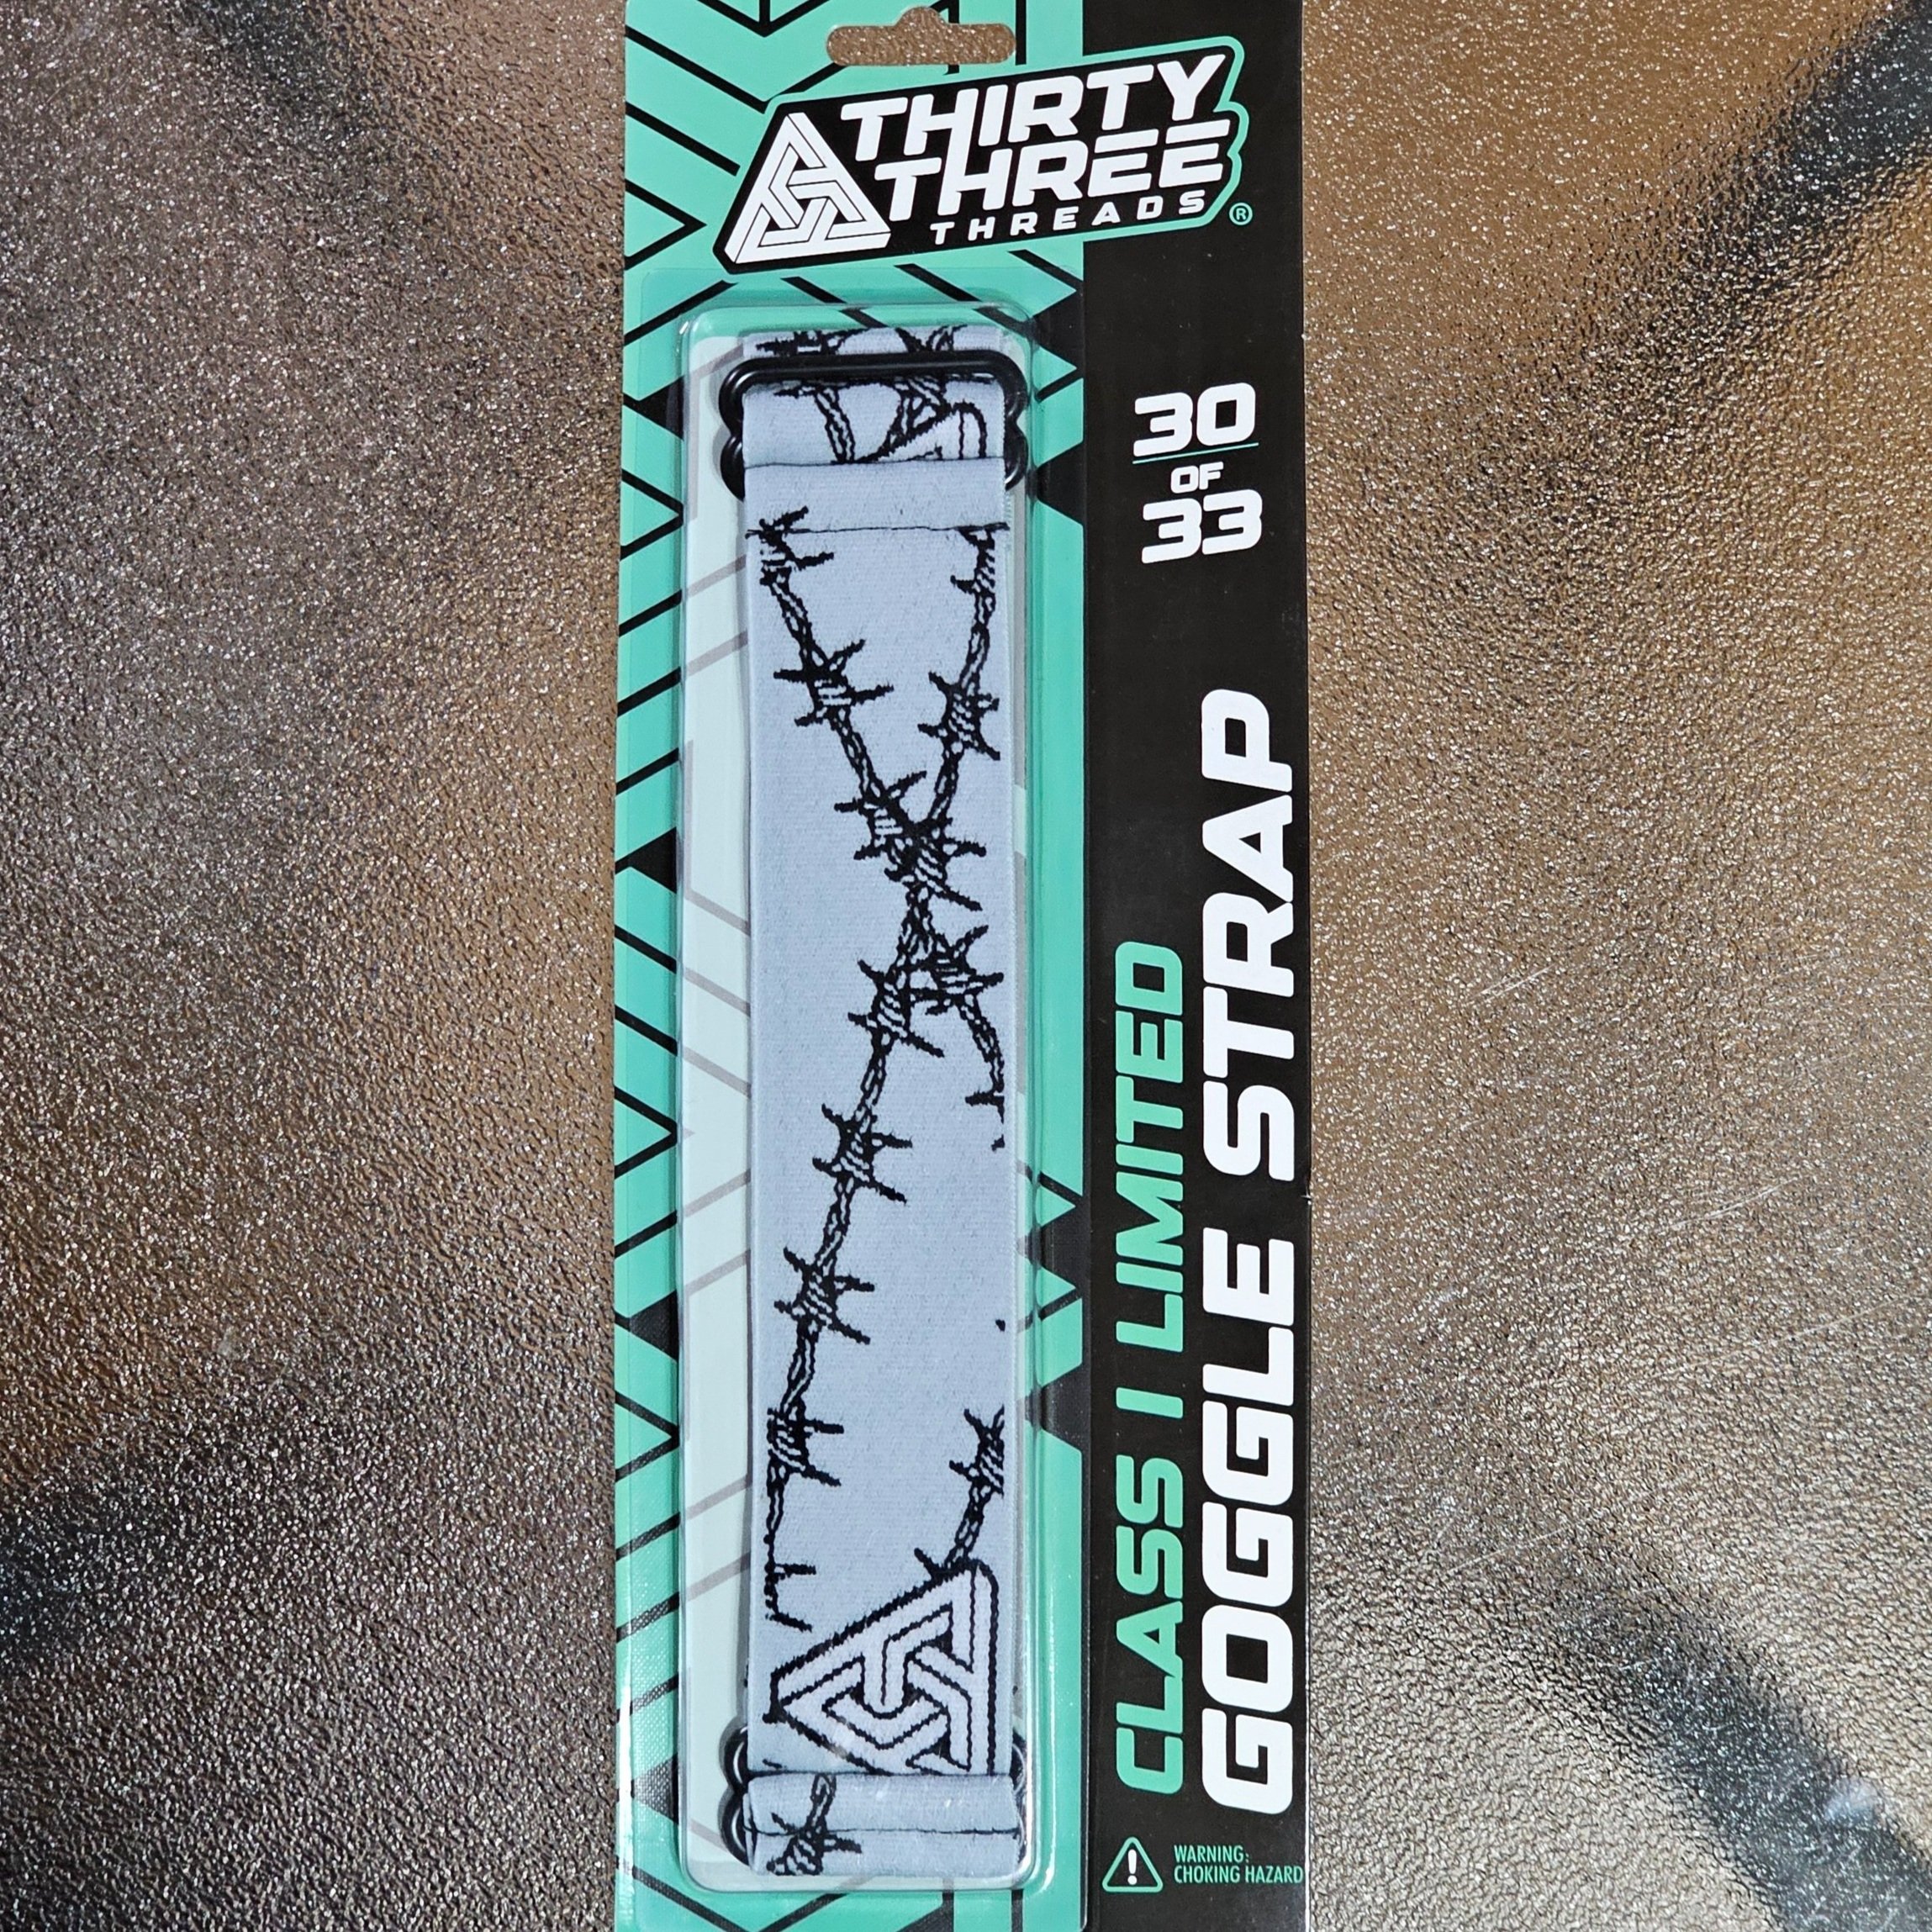 THIRTY
THREE
THREADS®
30
OF
33
CLASS I LIMITED
GOGGLE STRAP
WARNING:
CHOKING HAZARD